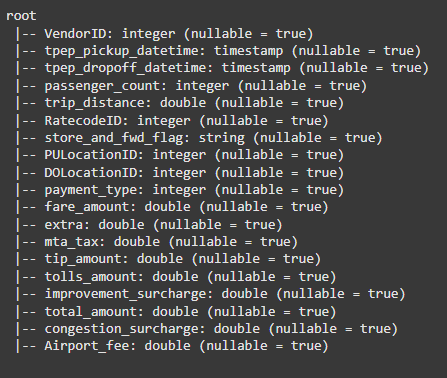 root
 |-- VendorID: integer (nullable = true)
 |-- tpep_pickup_datetime: timestamp (nullable = true)
 |-- tpep_dropoff_datetime: timestamp (nullable = true)
 |-- passenger_count: integer (nullable = true)
 |-- trip_distance: double (nullable = true)
 |-- RatecodeID: integer (nullable = true)
 |-- store_and_fwd_flag: string (nullable = true)
 |-- PULocationID: integer (nullable = true)
 |-- DOLocationID: integer (nullable = true)
 |-- payment_type: integer (nullable = true)
 |-- fare_amount: double (nullable = true)
 |-- extra: double (nullable = true)
 |-- mta_tax: double (nullable = true)
 |-- tip_amount: double (nullable = true)
 |-- tolls_amount: double (nullable = true)
 |-- improvement_surcharge: double (nullable = true)
 |-- total_amount: double (nullable = true)
 |-- congestion_surcharge: double (nullable = true)
 |-- Airport_fee: double (nullable = true)